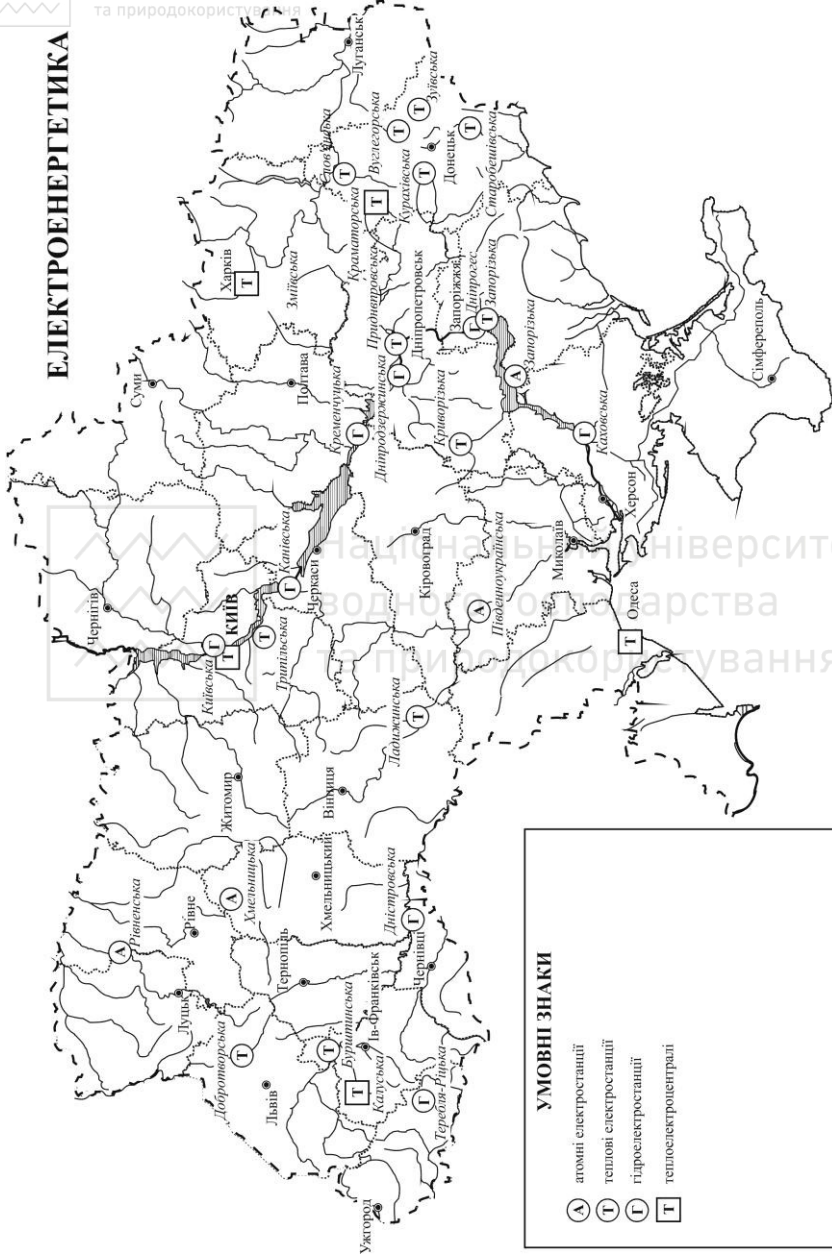 та природокористування
ЕЛЕКТРОЕНЕРГЕТИКА
Національний університет
водного господарства
та природокористування
Чернігів
Суми
Харків
Т
Зміївська
Луганськ
Слов'янська
Т
Вуглегорська
Т
Зуївська
Т
Краматорська
Т
Курахівська
Т
Донецьк
Старобешівська
Т
Полтава
Кременчуцька
Г
Дніпродзержинська
Г
Придніпровська
Т
Дніпропетровськ
Запоріжжя
Дніпрогес
Г
Запорізька
Т
Запорізька
А
Криворізька
Т
Каховська
Г
Херсон
Сімферополь
Миколаїв
Одеса
Т
Південноукраїнська
А
Кіровоград
Черкаси
Канівська
Г
КИЇВ
Т
Київська
Г
Трипільська
Т
Ладижинська
Т
Житомир
Вінниця
Хмельницький
Хмельницька
А
Рівненська
А
Рівне
Луцьк
Тернопіль
Дністровська
Г
Чернівці
Добротворська
Т
Львів
Бурштинська
Т
Ів-Франківськ
Калуська
Т
Теребля-Ріцька
Г
Ужгород
УМОВНІ ЗНАКИ
А атомні електростанції
Т теплові електростанції
Г гідроелектростанції
Т теплоелектроцентралі